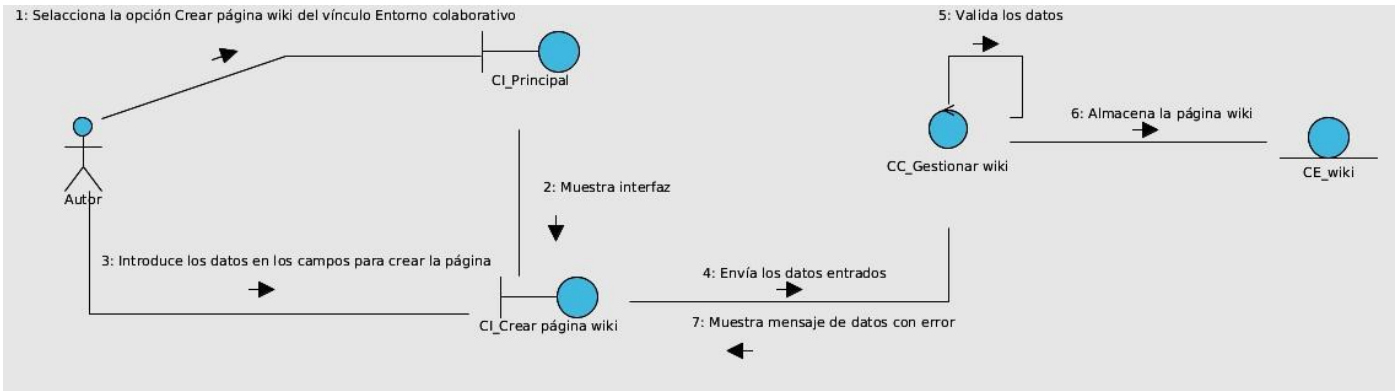 1: Selacciona la opción Crear página wiki del vínculo Entorno colaborativo
5: Valida los datos
CI_Principal
6: Almacena la página wiki
CC_Gestionar wiki
CE_wiki
Autor
2: Muestra interfaz
3: Introduce los datos en los campos para crear la página
4: Envía los datos entrados
CI_Crear página wiki
7: Muestra mensaje de datos con error